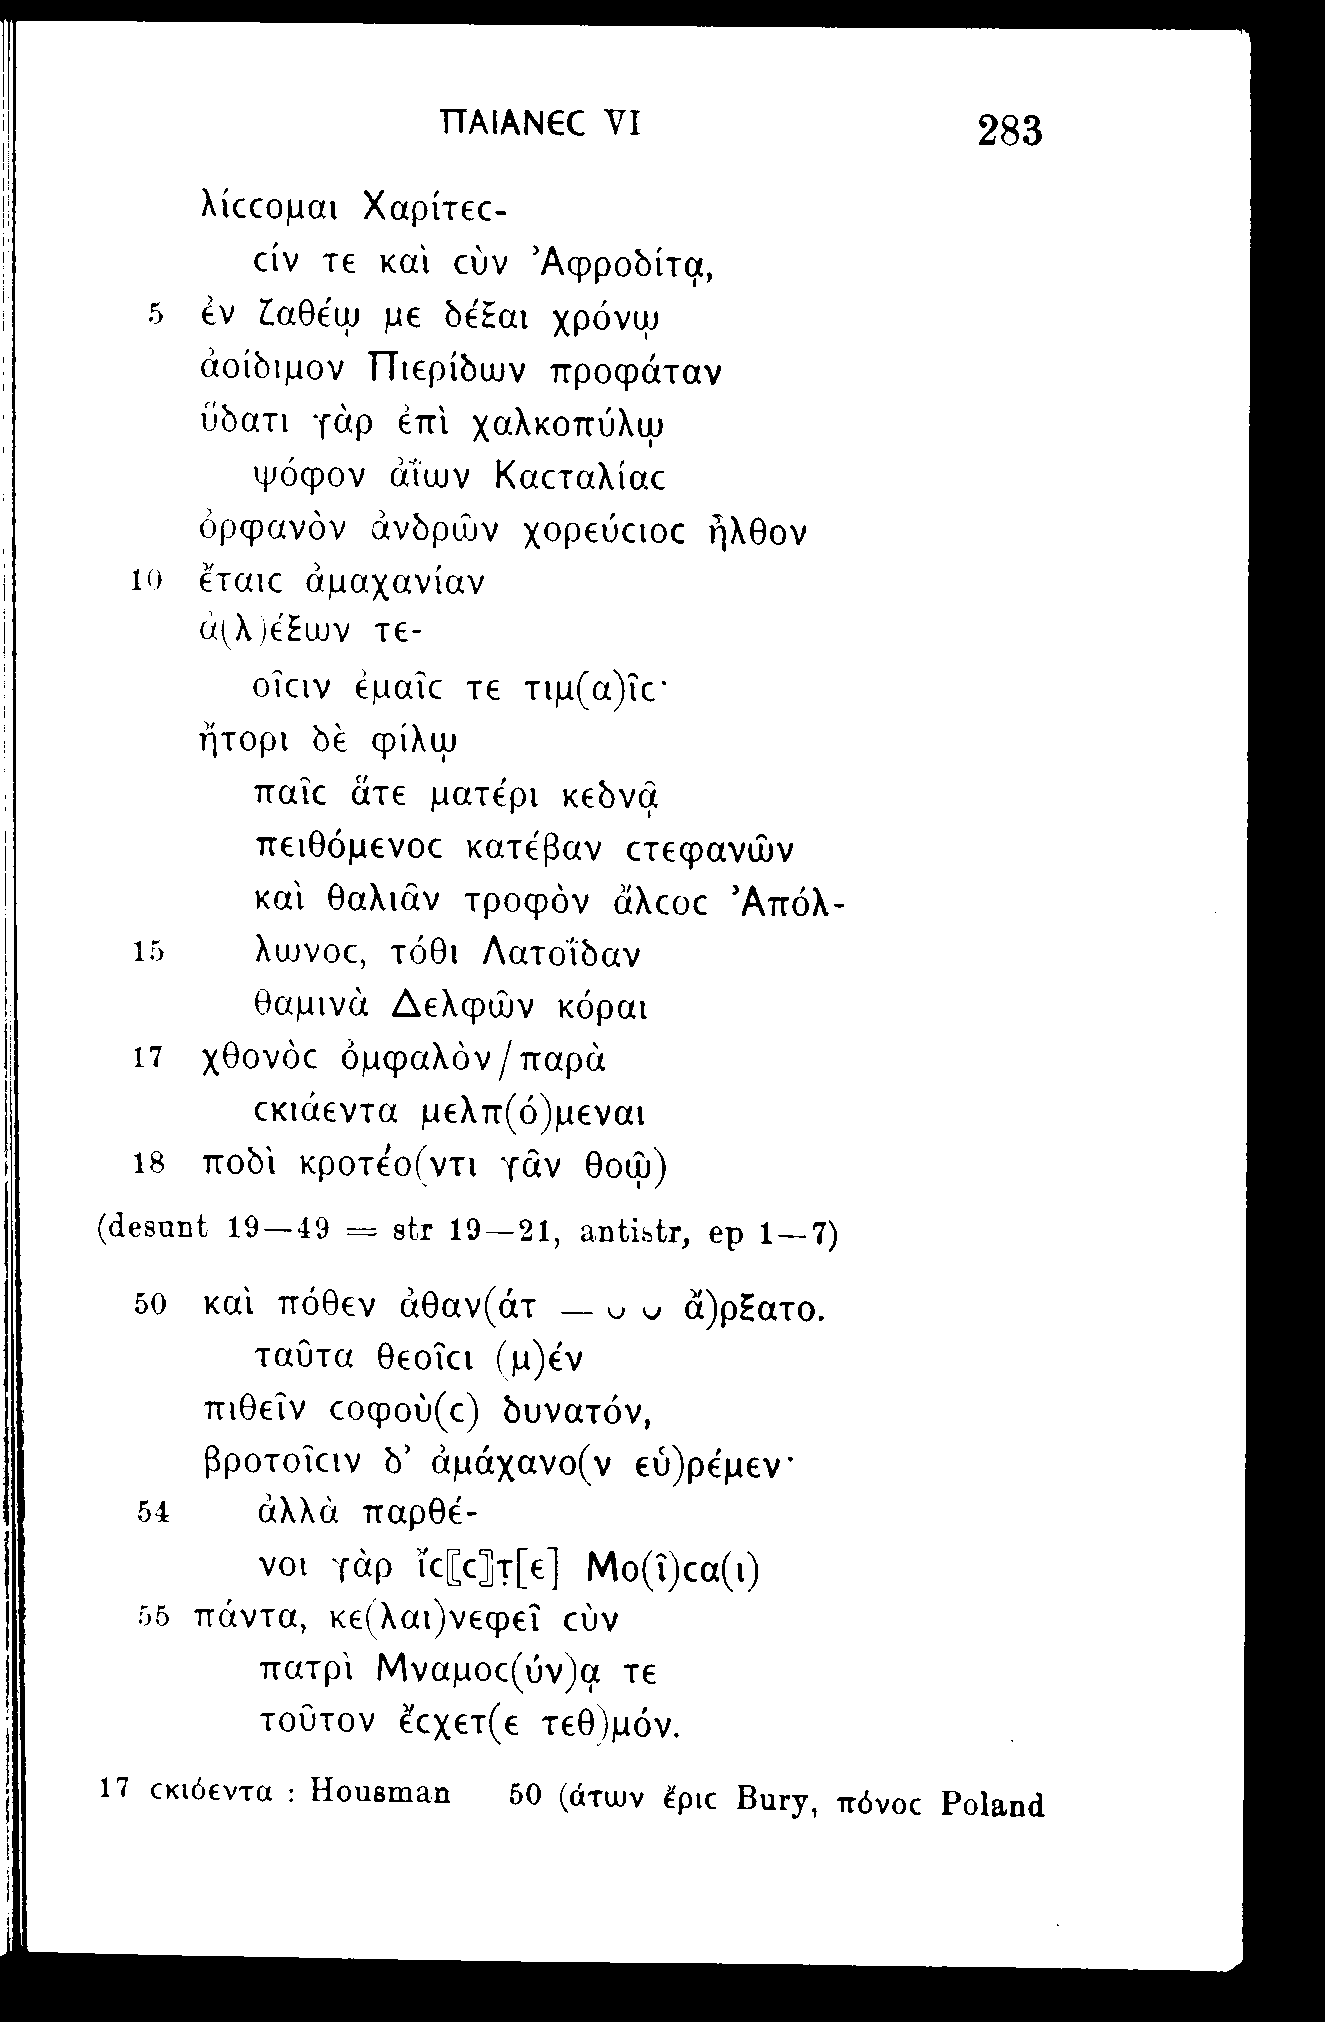 ΠΑΙΑΝΕϹ VI 283
λίϲϲομαι Χαρίτεϲ-
ϲίν τε καὶ ϲὺν Ἀφροδίτᾳ,
5 ἐν ζαθέῳ με δέξαι χρόνῳ
ἀοίδιμον Πιερίδων προφάταν
ὕδατι γὰρ ἐπὶ χαλκοπύλῳ
ψόφον ἀΐων Καϲταλίαϲ
ὀρφανὸν ἀνδρῶν χορεύϲιοϲ ἦλθον
10 ἔταιϲ ἀμαχανίαν
ἀ(λ)έξων τε-
οῖϲιν ἐμαῖϲ τε τιμ(α)ῖϲ·
ἤτορι δὲ φίλῳ
παῖϲ ἅτε ματέρι κεδνᾷ
πειθόμενοϲ κατέβαν ϲτεφανῶν
καὶ θαλιᾶν τροφὸν ἄλϲοϲ Ἀπόλ-
15 λωνοϲ, τόθι Λατοΐδαν
θαμινὰ Δελφῶν κόραι
17 χθονὸϲ ὀμφαλὸν/παρὰ
ϲκιάεντα μελπ(ό)μεναι
18 ποδὶ κροτέο(ντι γᾶν θοῷ)
(desunt 19—49 = str 19—21, antistr, ep 1—7)
50 καὶ πόθεν ἀθαν(άτ — ᴗ ᴗ ἄ)ρξατο.
ταῦτα θεοῖϲι (μ)έν
πιθεῖν ϲοφού(ϲ) δυνατόν,
βροτοῖϲιν δ’ ἀμάχανο(ν εὑ)ρέμεν·
54 ἀλλὰ παρθέ-
νοι γὰρ ἴϲ⟦ϲ⟧τ̣[ε] Μο(ῖ)ϲα(ι)
55 πάντα, κε(λαι)νεφεῖ ϲὺν
πατρὶ Μναμοϲ(ύν)ᾳ τε
τοῦτον ἔϲχετ(ε τεθ)μόν.
17 ϲκιόεντα : Housman 50 (άτων ἔριϲ Bury, πόνοϲ Poland